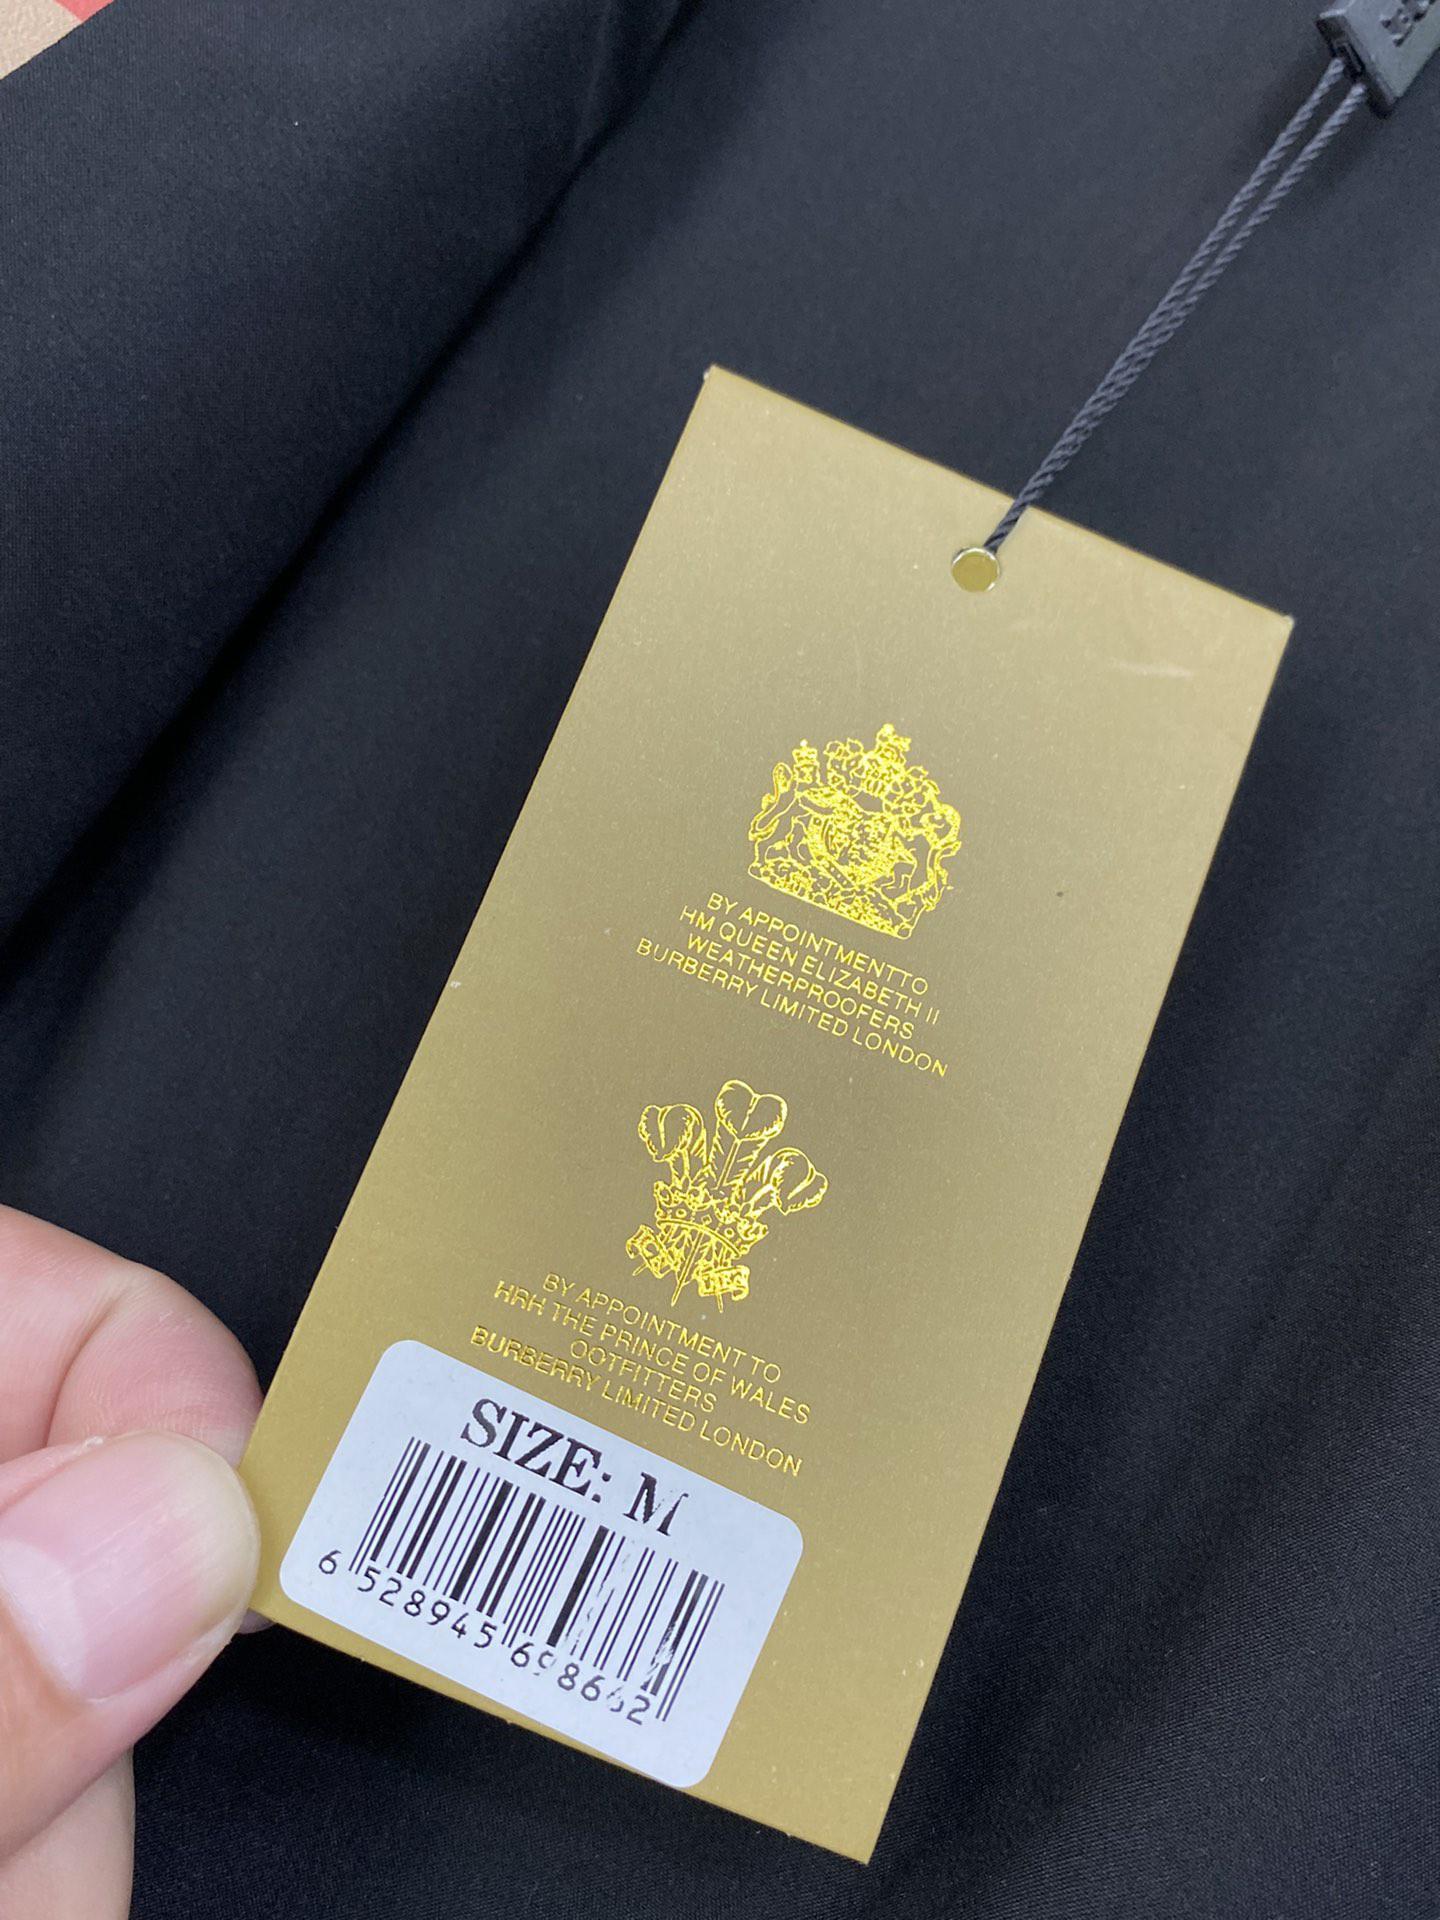 BY APPOINTMENTTO
HM QUEEN ELIZABETH II
WEATHERPROOFERS
BURBERRY LIMITED LONDON
BY APPOINTMENT TO
HRH THE PRINCE OF WALES
OOTFITTERS
BURBERRY LIMITED LONDON
SIZE: M
6 528945 698662